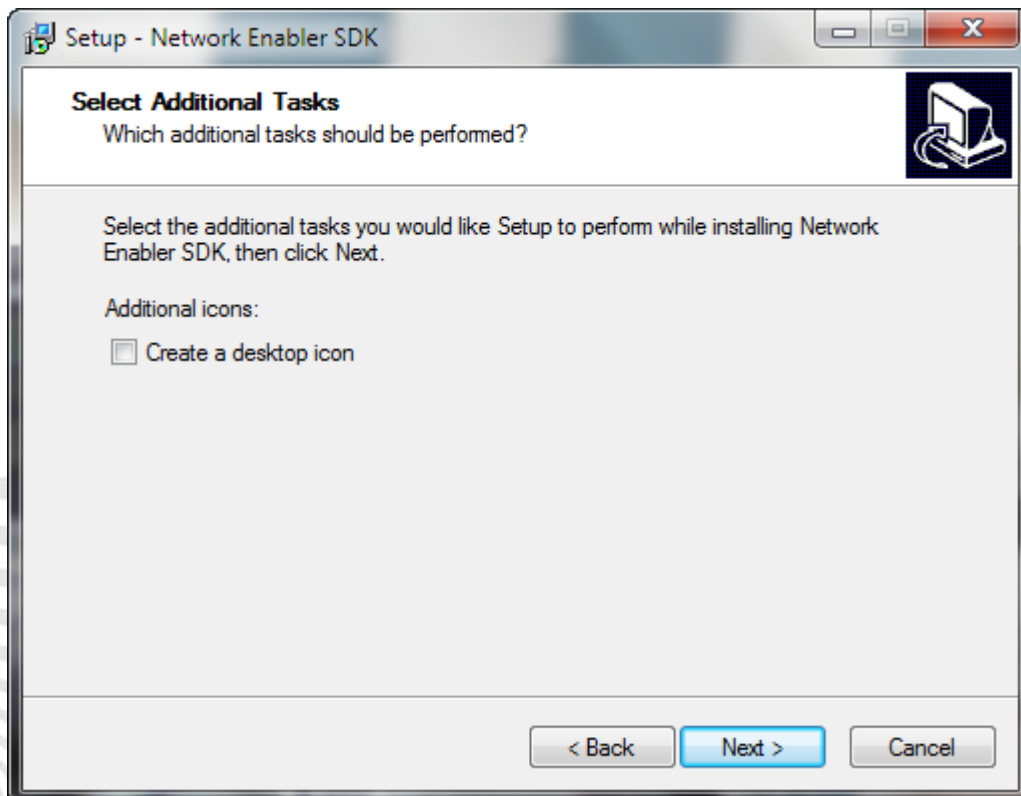 Setup - Network Enabler SDK
Select Additional Tasks
Which additional tasks should be performed?
Select the additional tasks you would like Setup to perform while installing Network
Enabler SDK, then click Next.
Additional icons:
Create a desktop icon
< Back
Next >
Cancel